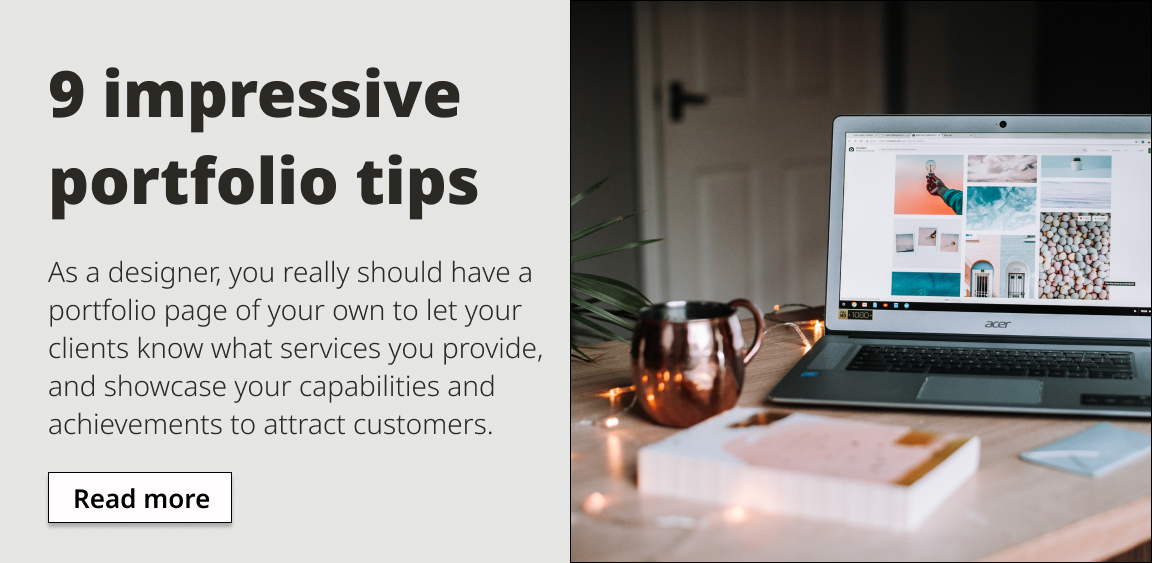 9 impressive
portfolio tips
As a designer, you really should have a
portfolio page of your own to let your
clients know what services you provide,
and showcase your capabilities and
achievements to attract customers.
Read more
1080
acer